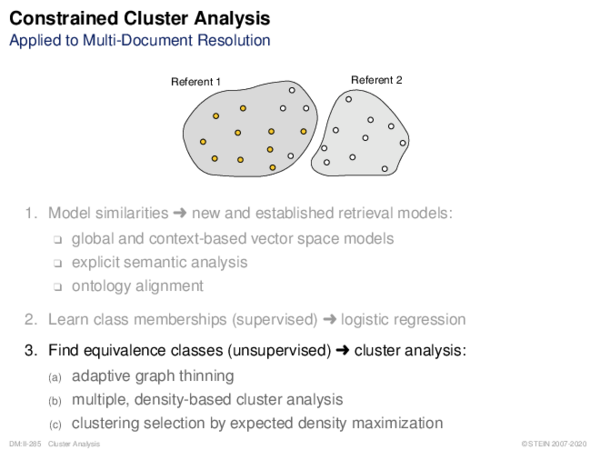 Constrained Cluster Analysis
Applied to Multi-Document Resolution
Referent 1
Referent 2
1. Model similarities ➜ new and established retrieval models:
❑ global and context-based vector space models
❑ explicit semantic analysis
❑ ontology alignment
2. Learn class memberships (supervised) ➜ logistic regression
3. Find equivalence classes (unsupervised) ➜ cluster analysis:
(a) adaptive graph thinning
(b) multiple, density-based cluster analysis
(c) clustering selection by expected density maximization
DM:II-285 Cluster Analysis
© STEIN 2007-2020